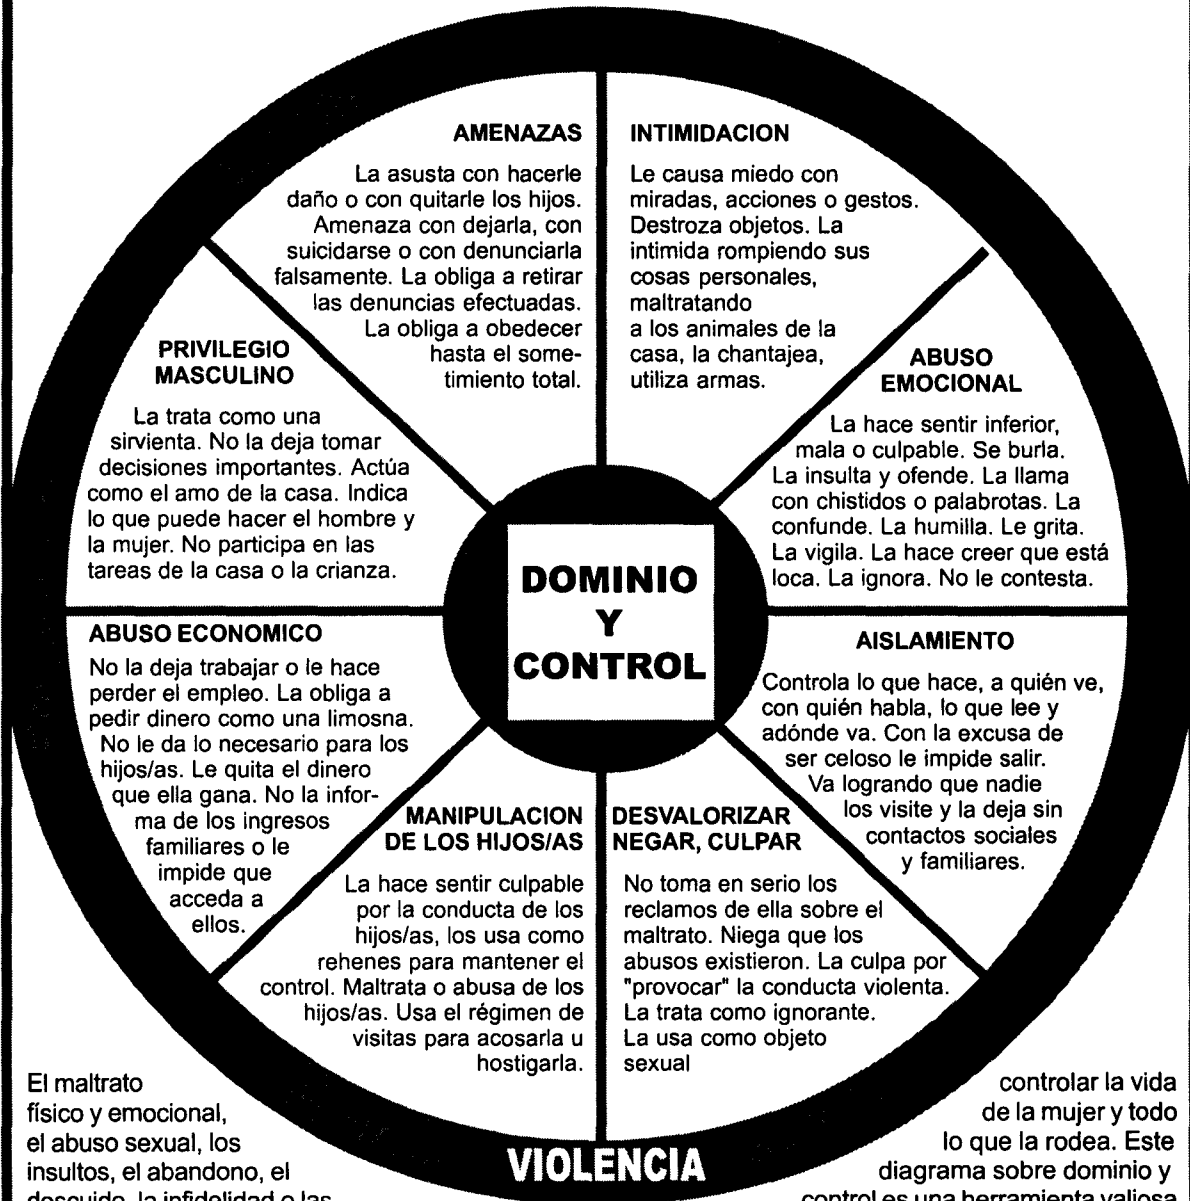 AMENAZAS
La asusta con hacerle
daño o con quitarle los hijos.
Amenaza con dejarla, con
suicidarse o con denunciarla
falsamente. La obliga a retirar
las denuncias efectuadas.
La obliga a obedecer
hasta el some-
timiento total.
INTIMIDACION
Le causa miedo con
miradas, acciones o gestos.
Destroza objetos. La
intimida rompiendo sus
cosas personales,
maltratando
a los animales de la
casa, la chantajea,
utiliza armas.
PRIVILEGIO
MASCULINO
La trata como una
sirvienta. No la deja tomar
decisiones importantes. Actúa
como el amo de la casa. Indica
lo que puede hacer el hombre y
la mujer. No participa en las
tareas de la casa o la crianza.
ABUSO
EMOCIONAL
La hace sentir inferior,
mala o culpable. Se burla.
La insulta y ofende. La llama
con chistidos o palabrotas. La
confunde. La humilla. Le grita.
La vigila. La hace creer que está
loca. La ignora. No le contesta.
DOMINIO
Y
CONTROL
ABUSO ECONOMICO
No la deja trabajar o le hace
perder el empleo. La obliga a
pedir dinero como una limosna.
No le da lo necesario para los
hijos/as. Le quita el dinero
que ella gana. No la infor-
ma de los ingresos
familiares o le
impide que
acceda a
ellos.
AISLAMIENTO
Controla lo que hace, a quién ve,
con quién habla, lo que lee y
adónde va. Con la excusa de
ser celoso le impide salir.
Va logrando que nadie
los visite y la deja sin
contactos sociales
y familiares.
MANIPULACION
DE LOS HIJOS/AS
La hace sentir culpable
por la conducta de los
hijos/as, los usa como
rehenes para mantener el
control. Maltrata o abusa de los
hijos/as. Usa el régimen de
visitas para acosarla u
hostigarla.
DESVALORIZAR
NEGAR, CULPAR
No toma en serio los
reclamos de ella sobre el
maltrato. Niega que los
abusos existieron. La culpa por
"provocar" la conducta violenta.
La trata como ignorante.
La usa como objeto
sexual
VIOLENCIA
El maltrato
físico y emocional,
el abuso sexual, los
insultos, el abandono, el
descuido, la infidelidad o las
controlar la vida
de la mujer y todo
lo que la rodea. Este
diagrama sobre dominio y
control es una herramienta valiosa